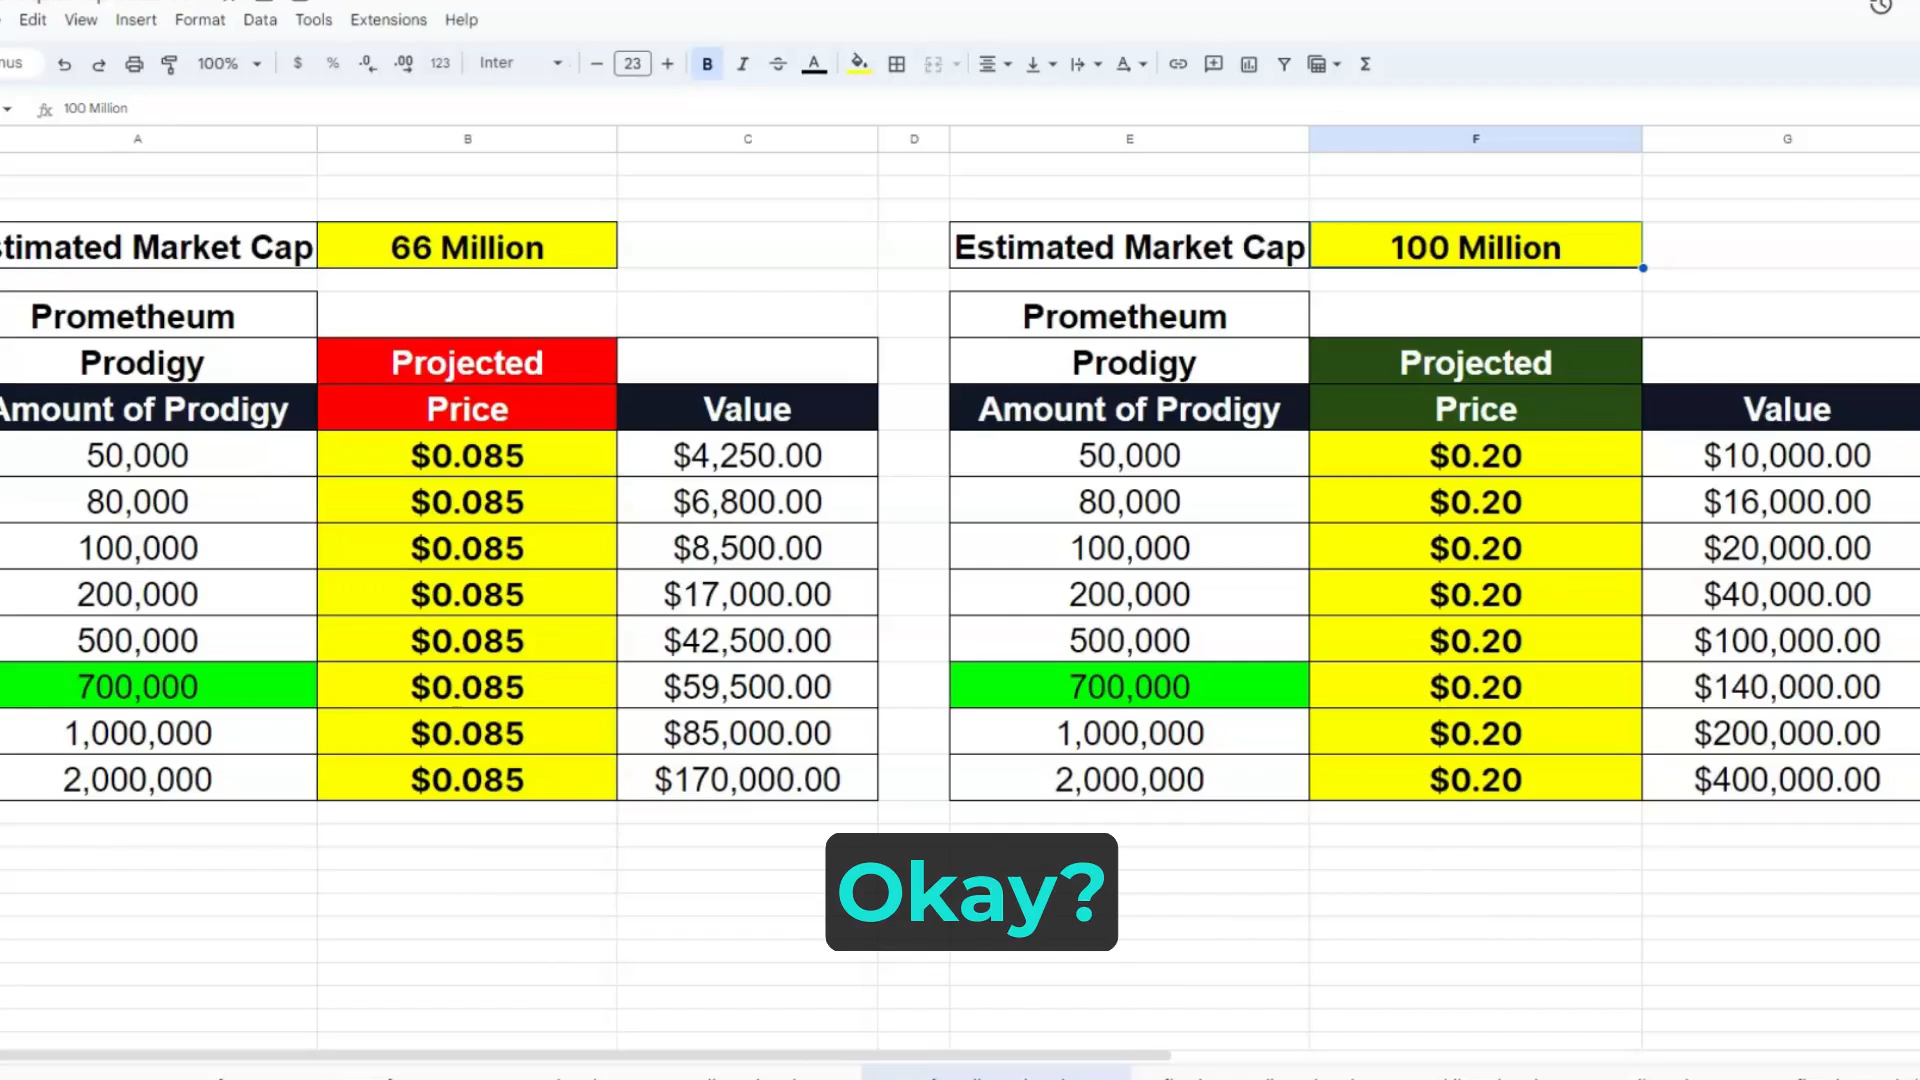 Edit View Insert Format Data Tools Extensions Help
100% $ % .0 .00 123 Inter 23 B I A
fx 100 Million
A B C D E F G
Estimated Market Cap 100 Million
66 Million
Market Cap
Prometheum Prometheum
Prodigy Projected Prodigy Projected
Amount of Prodigy Price Value Amount of Prodigy Price Value
50,000 $0.085 $4,250.00 50,000 $0.20 $10,000.00
80,000 $0.085 $6,800.00 80,000 $0.20 $16,000.00
100,000 $0.085 $8,500.00 100,000 $0.20 $20,000.00
200,000 $0.085 $17,000.00 200,000 $0.20 $40,000.00
500,000 $0.085 $42,500.00 500,000 $0.20 $100,000.00
700,000 $0.085 $59,500.00 700,000 $0.20 $140,000.00
1,000,000 $0.085 $85,000.00 1,000,000 $0.20 $200,000.00
2,000,000 $0.085 $170,000.00 2,000,000 $0.20 $400,000.00
Okay?